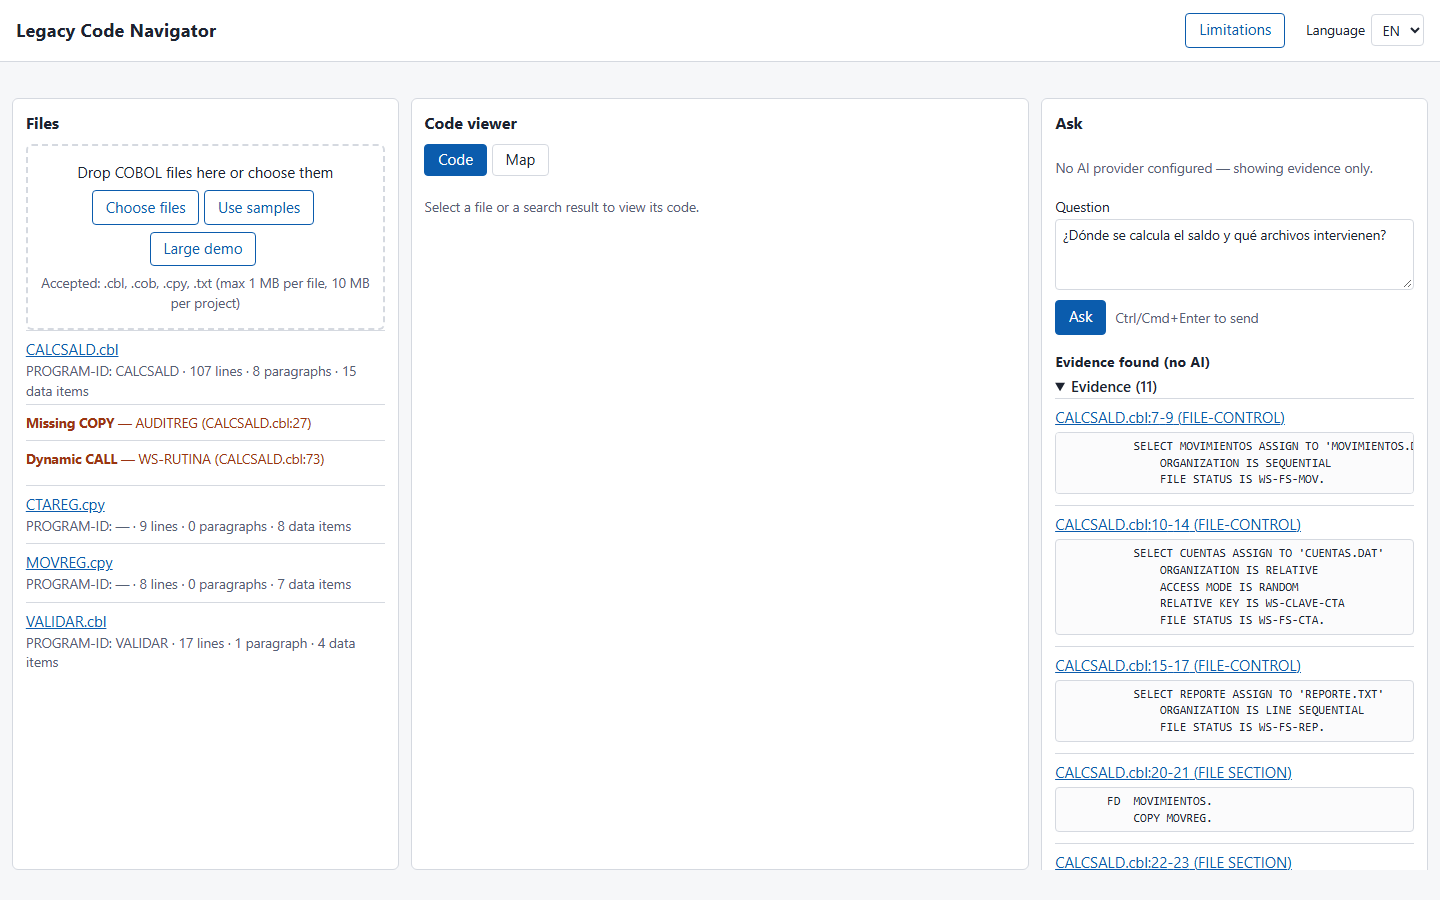 Legacy Code Navigator
Limitations
Language
EN
Files
Drop COBOL files here or choose them
Choose files
Use samples
Large demo
Accepted: .cbl, .cob, .cpy, .txt (max 1 MB per file, 10 MB
per project)
CALCSALD.cbl
PROGRAM-ID: CALCSALD · 107 lines · 8 paragraphs · 15
data items
Missing COPY — AUDITREG (CALCSALD.cbl:27)
Dynamic CALL — WS-RUTINA (CALCSALD.cbl:73)
CTAREG.cpy
PROGRAM-ID: — · 9 lines · 0 paragraphs · 8 data items
MOVREG.cpy
PROGRAM-ID: — · 8 lines · 0 paragraphs · 7 data items
VALIDAR.cbl
PROGRAM-ID: VALIDAR · 17 lines · 1 paragraph · 4 data
items
Code viewer
Code
Map
Select a file or a search result to view its code.
Ask
No AI provider configured — showing evidence only.
Question
¿Dónde se calcula el saldo y qué archivos intervienen?
Ask
Ctrl/Cmd+Enter to send
Evidence found (no AI)
▼ Evidence (11)
CALCSALD.cbl:7-9 (FILE-CONTROL)
SELECT MOVIMIENTOS ASSIGN TO 'MOVIMIENTOS.D
ORGANIZATION IS SEQUENTIAL
FILE STATUS IS WS-FS-MOV.
CALCSALD.cbl:10-14 (FILE-CONTROL)
SELECT CUENTAS ASSIGN TO 'CUENTAS.DAT'
ORGANIZATION IS RELATIVE
ACCESS MODE IS RANDOM
RELATIVE KEY IS WS-CLAVE-CTA
FILE STATUS IS WS-FS-CTA.
CALCSALD.cbl:15-17 (FILE-CONTROL)
SELECT REPORTE ASSIGN TO 'REPORTE.TXT'
ORGANIZATION IS LINE SEQUENTIAL
FILE STATUS IS WS-FS-REP.
CALCSALD.cbl:20-21 (FILE SECTION)
FD  MOVIMIENTOS.
COPY MOVREG.
CALCSALD.cbl:22-23 (FILE SECTION)